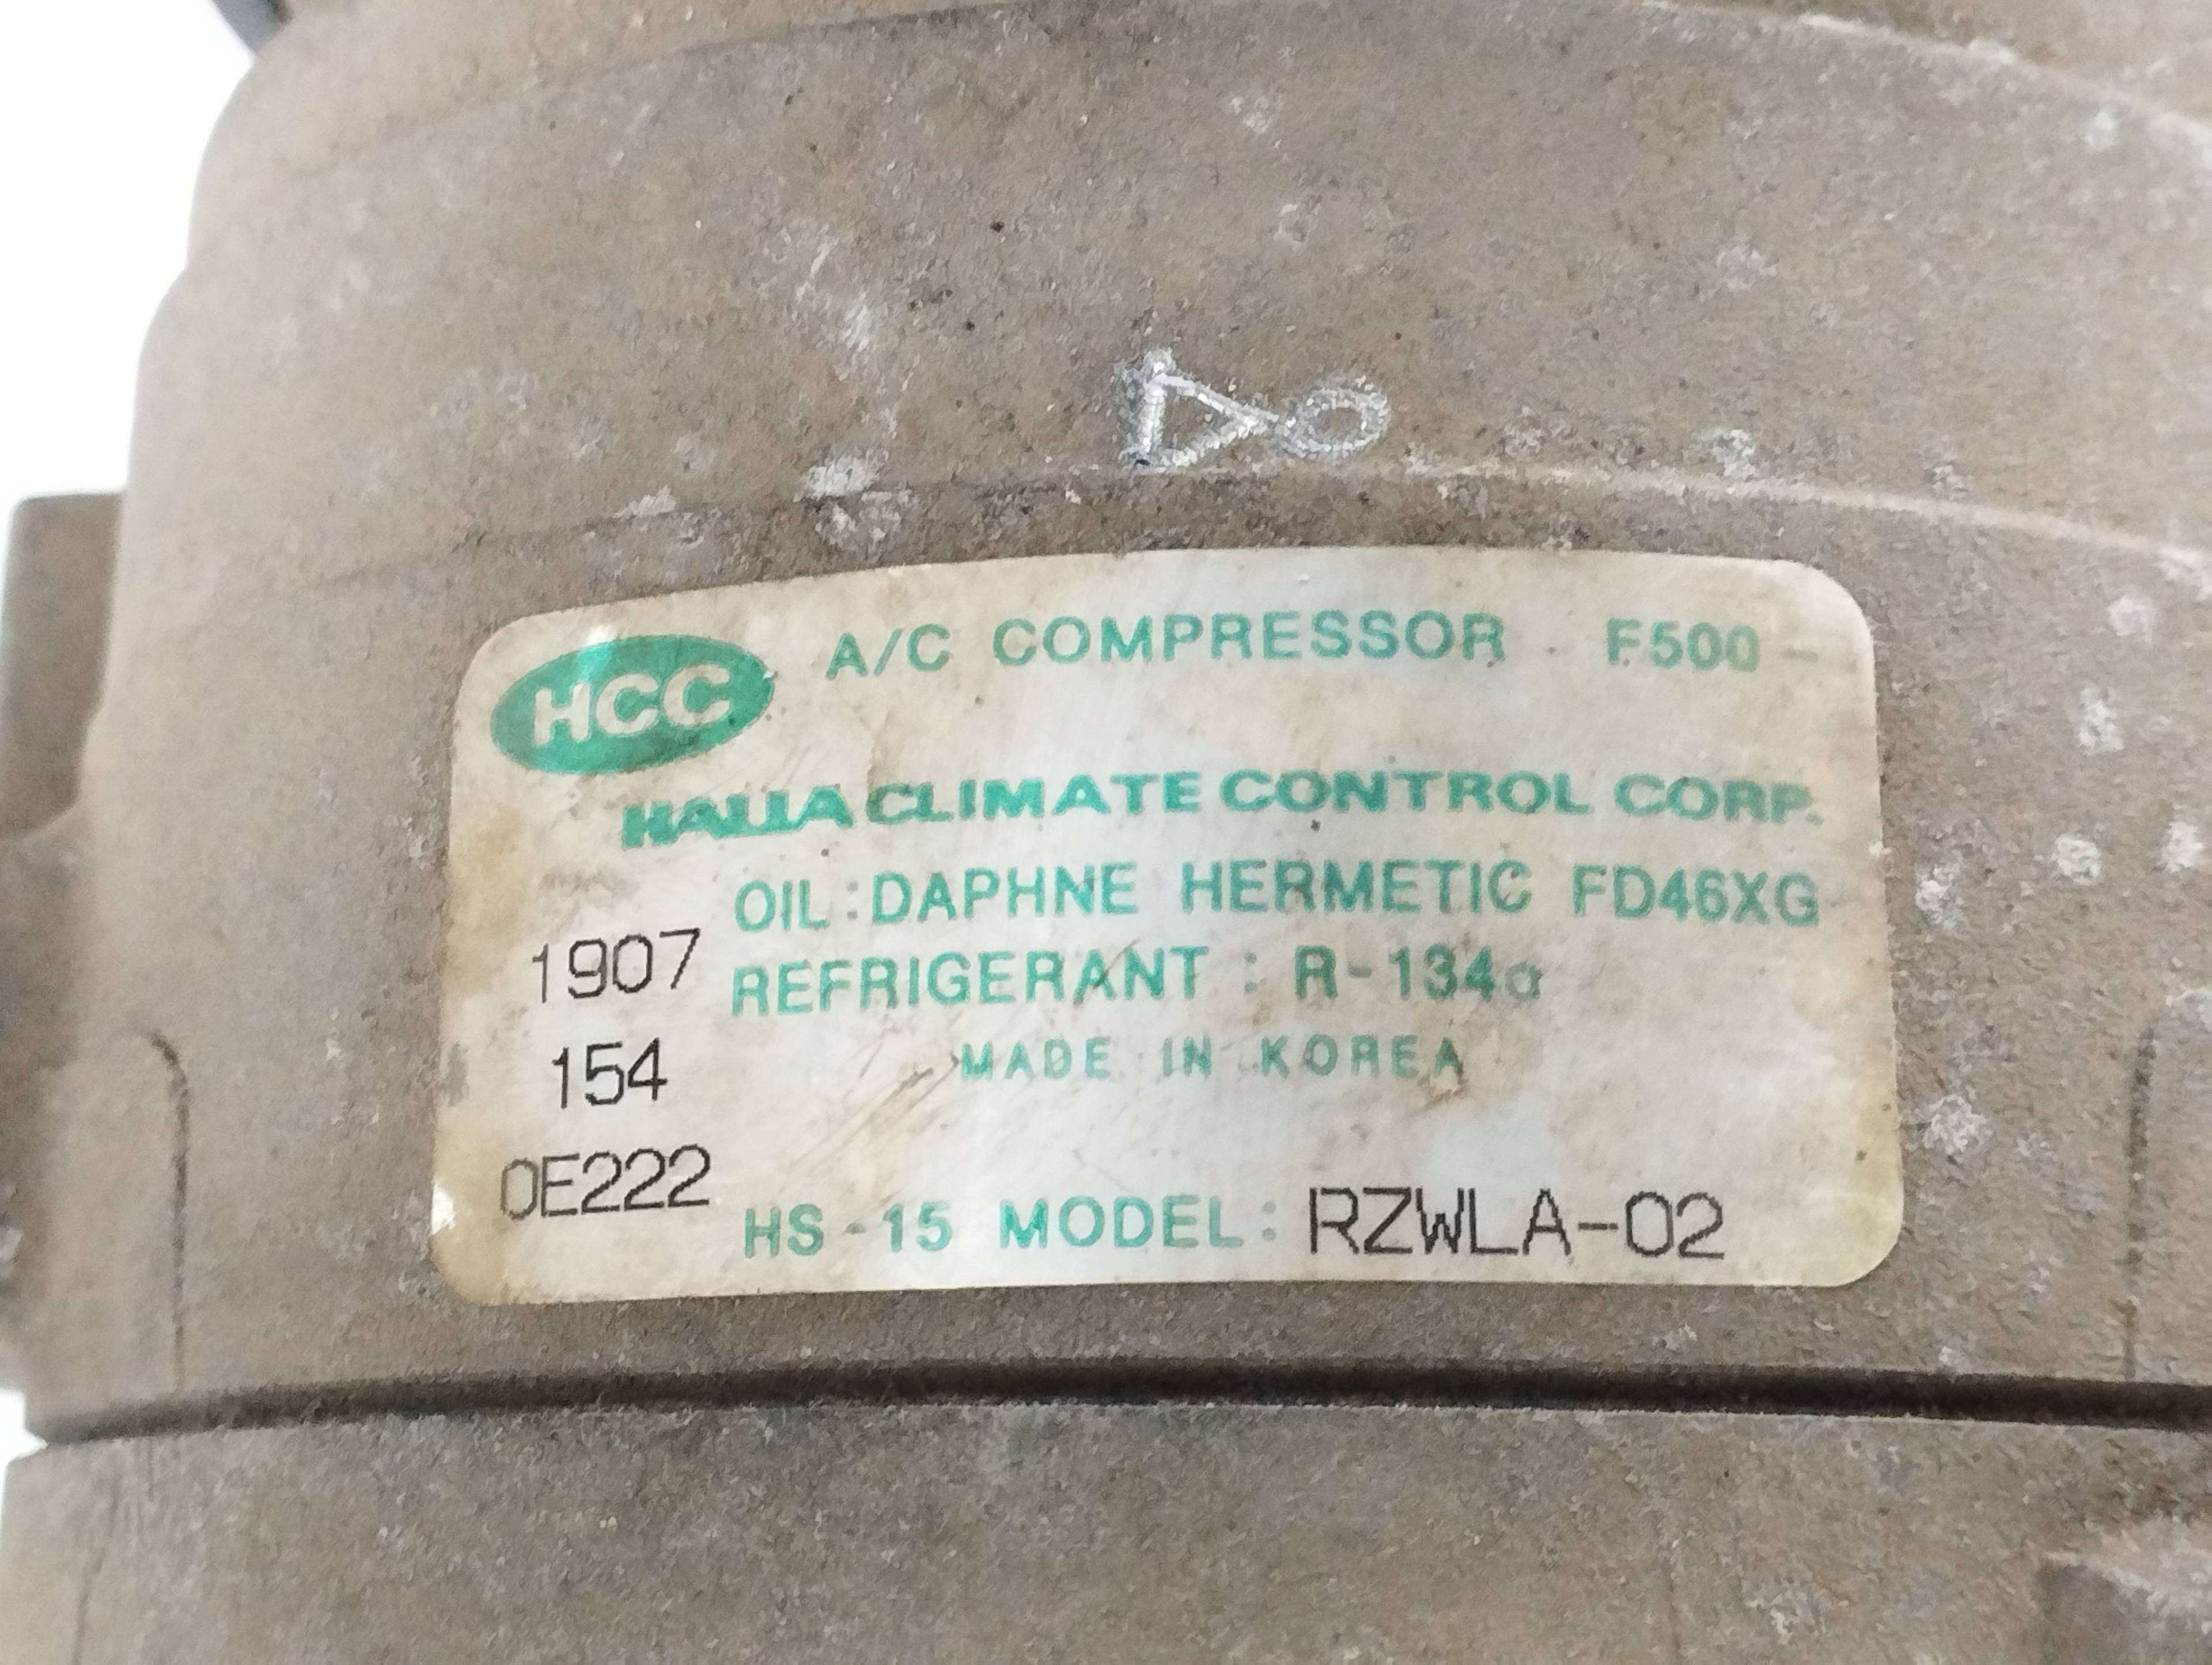 HCC A/C COMPRESSOR F500
HALLA CLIMATE CONTROL CORP.
OIL : DAPHNE HERMETIC FD46XG
1907 REFRIGERANT : R-134a
154 MADE IN KOREA
0E222
HS-15 MODEL: RZWLA-02